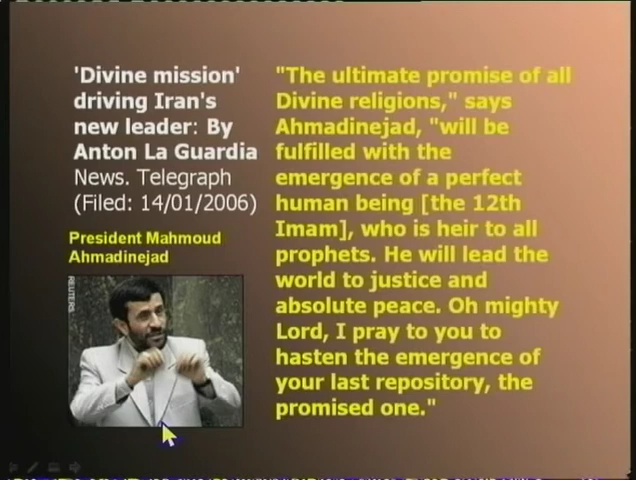 'Divine mission'
driving Iran's
new leader: By
Anton La Guardia
News. Telegraph
(Filed: 14/01/2006)
President Mahmoud
Ahmadinejad
REUTERS
"The ultimate promise of all
Divine religions," says
Ahmadinejad, "will be
fulfilled with the
emergence of a perfect
human being [the 12th
Imam], who is heir to all
prophets. He will lead the
world to justice and
absolute peace. Oh mighty
Lord, I pray to you to
hasten the emergence of
your last repository, the
promised one."